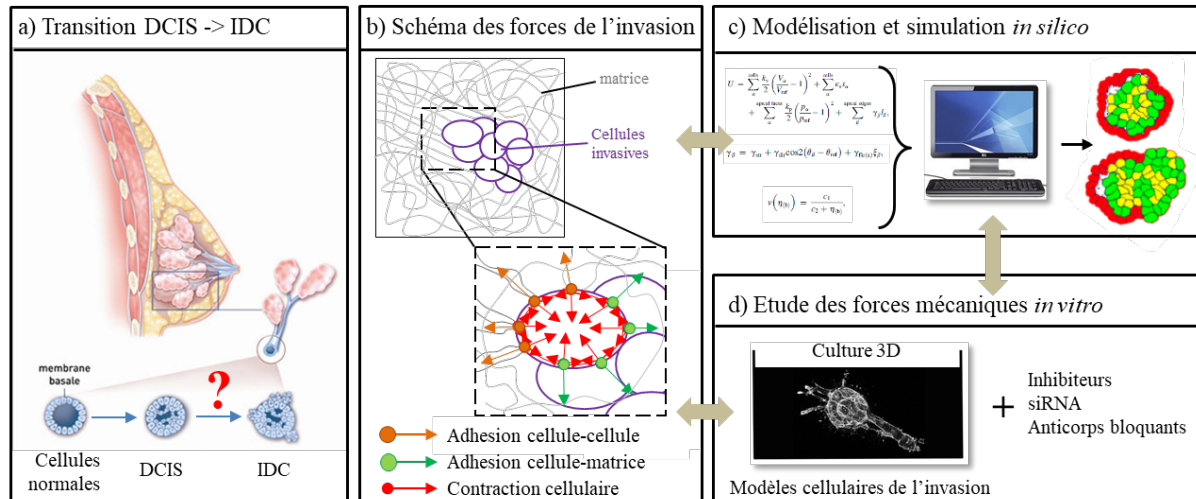 a) Transition DCIS -> IDC
membrane
basale
?
Cellules
normales
DCIS
IDC
b) Schéma des forces de l’invasion
matrice
Cellules
invasives
Adhesion cellule-cellule
Adhesion cellule-matrice
Contraction cellulaire
c) Modélisation et simulation in silico
d) Etude des forces mécaniques in vitro
Culture 3D
+
Inhibiteurs
siRNA
Anticorps bloquants
Modèles cellulaires de l’invasion